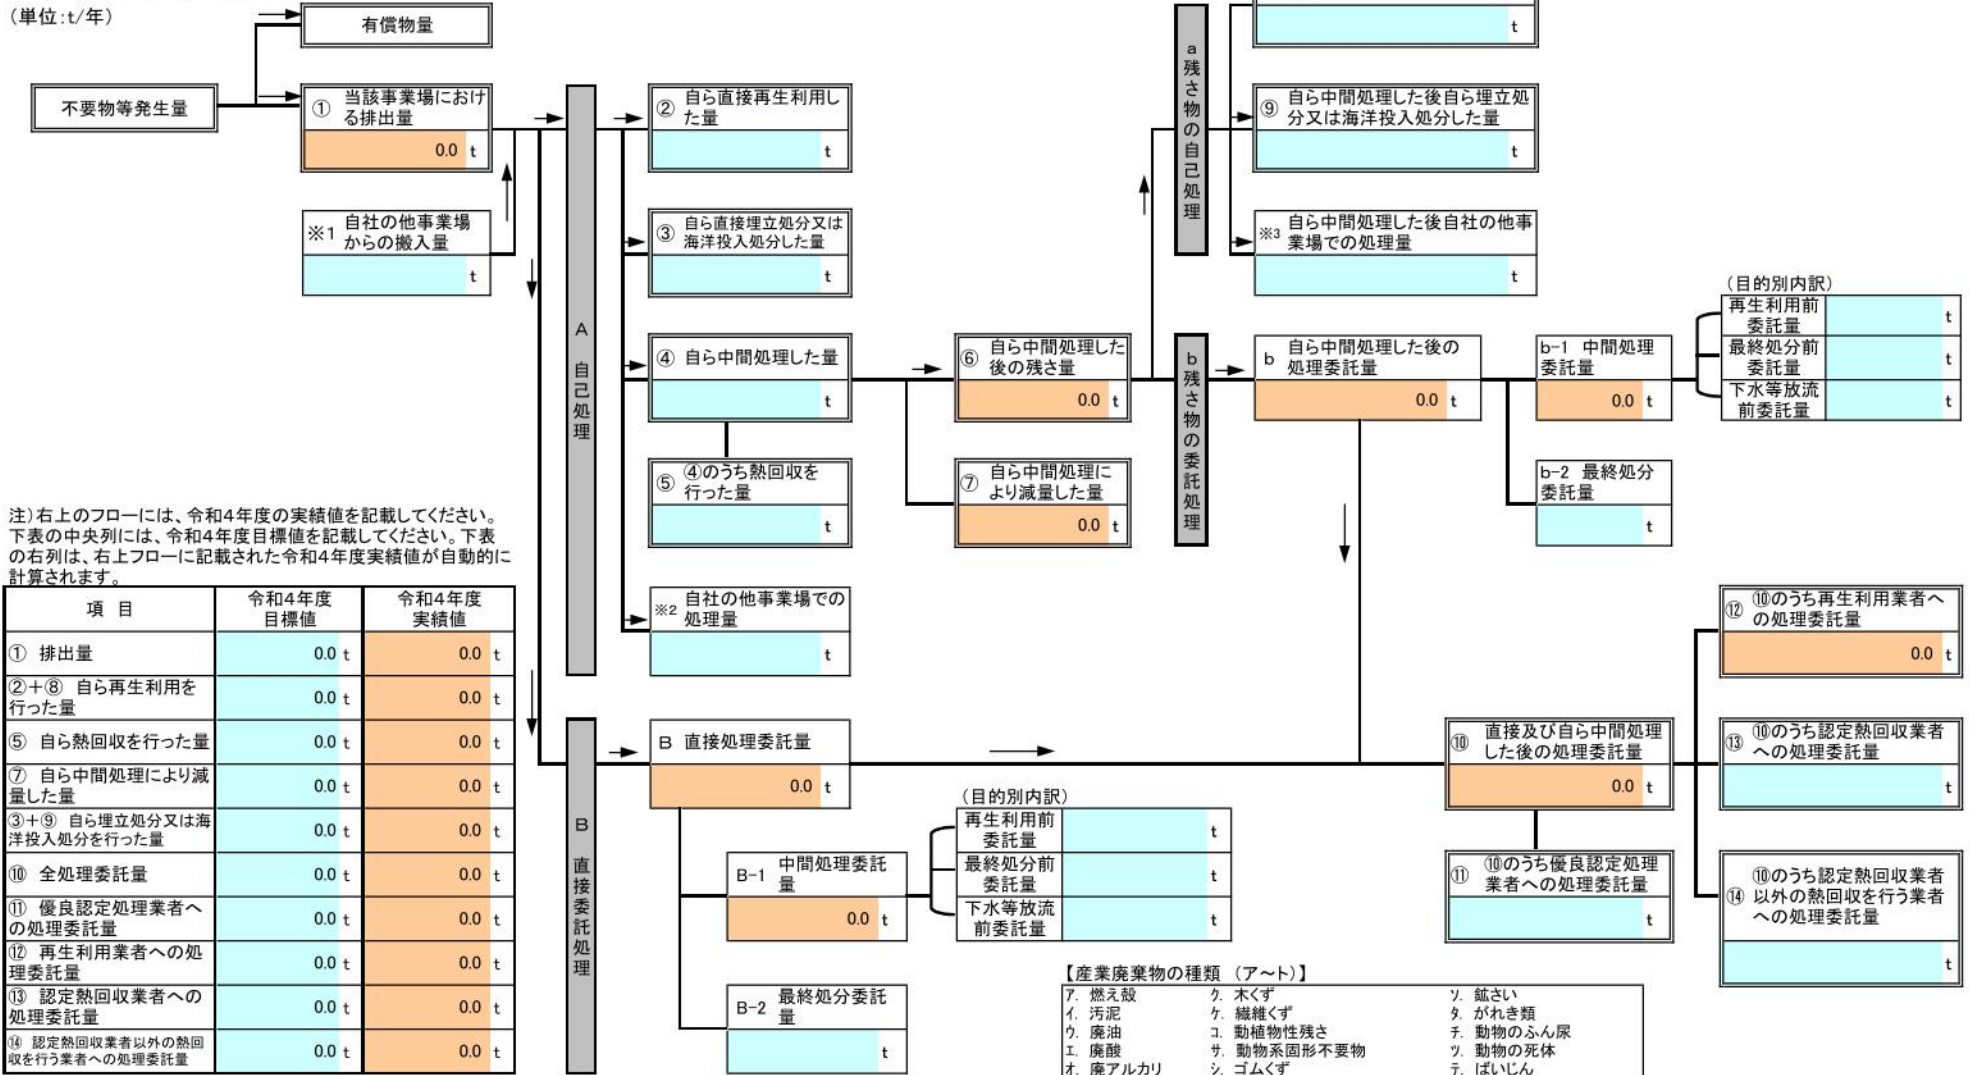 (単位:t/年)
有償物量
不要物等発生量
① 当該事業場におけ
る排出量
0.0 t
※1 自社の他事業場
からの搬入量
t
A 自己処理
② 自ら直接再生利用し
た量
t
③ 自ら直接埋立処分又は
海洋投入処分した量
t
④ 自ら中間処理した量
t
⑤ ④のうち熱回収を
行った量
t
※2 自社の他事業場での
処理量
t
⑥ 自ら中間処理した
後の残さ量
0.0 t
⑦ 自ら中間処理に
より減量した量
0.0 t
a 残さ物の自己処理
t
⑨ 自ら中間処理した後自ら埋立処
分又は海洋投入処分した量
t
※3 自ら中間処理した後自社の他事
業場での処理量
t
b 残さ物の委託処理
b 自ら中間処理した後の
処理委託量
0.0 t
b-1 中間処理
委託量
0.0 t
(目的別内訳)
再生利用前
委託量
t
最終処分前
委託量
t
下水等放流
前委託量
t
b-2 最終処分
委託量
t
注)右上のフローには、令和4年度の実績値を記載してください。
下表の中央列には、令和4年度目標値を記載してください。下表
の右列は、右上フローに記載された令和4年度実績値が自動的に
計算されます。
項 目 令和4年度 目標値 令和4年度 実績値
① 排出量 0.0 t 0.0 t
②+⑧ 自ら再生利用を
行った量 0.0 t 0.0 t
⑤ 自ら熱回収を行った量 0.0 t 0.0 t
⑦ 自ら中間処理により減
量した量 0.0 t 0.0 t
③+⑨ 自ら埋立処分又は海
洋投入処分を行った量 0.0 t 0.0 t
⑩ 全処理委託量 0.0 t 0.0 t
⑪ 優良認定処理業者へ
の処理委託量 0.0 t 0.0 t
⑫ 再生利用業者への処
理委託量 0.0 t 0.0 t
⑬ 認定熱回収業者への
処理委託量 0.0 t 0.0 t
⑭ 認定熱回収業者以外の熱回
収を行う業者への処理委託量 0.0 t 0.0 t
B 直接委託処理
B 直接処理委託量
0.0 t
B-1 中間処理委託
量
0.0 t
(目的別内訳)
再生利用前
委託量
t
最終処分前
委託量
t
下水等放流
前委託量
t
B-2 最終処分委託
量
t
⑩ 直接及び自ら中間処理
した後の処理委託量
0.0 t
⑪ ⑩のうち優良認定処理
業者への処理委託量
t
⑫ ⑩のうち再生利用業者へ
の処理委託量
0.0 t
⑬ ⑩のうち認定熱回収業者
への処理委託量
t
⑭ ⑩のうち認定熱回収業者
以外の熱回収を行う業者
への処理委託量
t
【産業廃棄物の種類 (ア~ト)】
ア. 燃え殻 ク. 木くず ソ. 鉱さい
イ. 汚泥 ケ. 繊維くず タ. がれき類
ウ. 廃油 コ. 動植物性残さ チ. 動物のふん尿
エ. 廃酸 サ. 動物系固形不要物 ツ. 動物の死体
オ. 廃アルカリ シ. ゴムくず テ. ばいじん